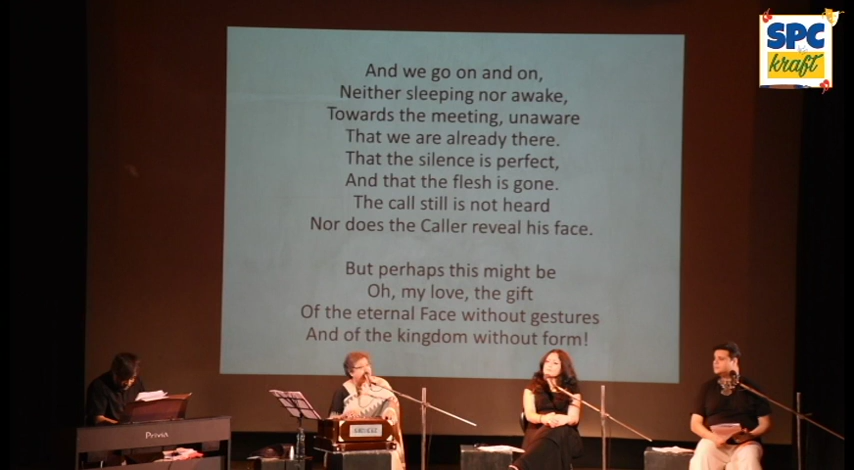 SPC
kraft
And we go on and on,
Neither sleeping nor awake,
Towards the meeting, unaware
That we are already there.
That the silence is perfect,
And that the flesh is gone.
The call still is not heard
Nor does the Caller reveal his face.
But perhaps this might be
Oh, my love, the gift
Of the eternal Face without gestures
And of the kingdom without form!
Privia